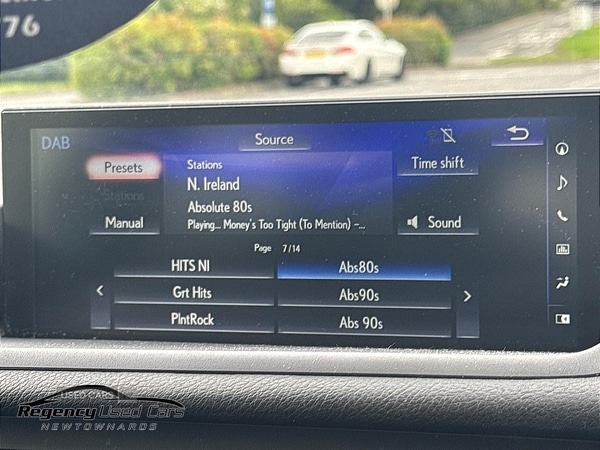 76
DAB
Source
Presets
Stations
Time shift
N. Ireland
Stations
Absolute 80s
Manual
Playing... Money's Too Tight (To Mention) –...
Sound
Page 7/14
HITS NI
Abs80s
Grt Hits
Abs90s
PlntRock
Abs 90s
USED CARS
Regency Used Cars
NEWTOWNARDS